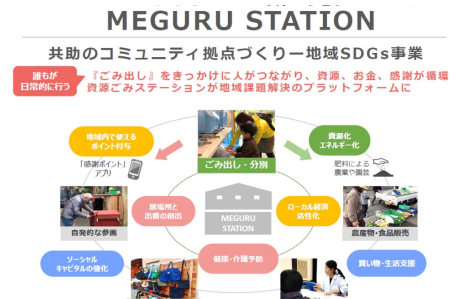 MEGURU STATION
共助のコミュニティ拠点づくりー地域SDGs事業
誰もが
日常的に行う
『ごみ出し』をきっかけに人がつながり、資源、お金、感謝が循環
資源ごみステーションが地域課題解決のプラットフォームに
地域内で使える
ポイント付与
資源化
エネルギー化
「感謝ポイント」
アプリ
ごみ出し・分別
肥料による
農業や園芸
居場所と
出番の創出
MEGURU
STATION
ローカル経済
活性化
自発的な参画
農産物・食品販売
ソーシャル
キャピタルの強化
健康・介護予防
買い物・生活支援